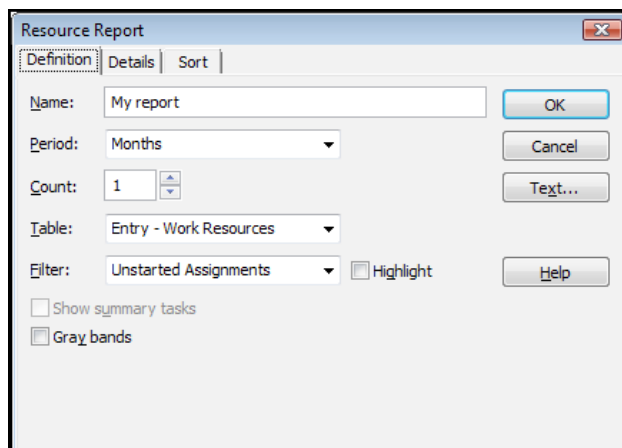 Resource Report
Definition Details Sort
Name: My report OK
Period: Months Cancel
Count: 1 Text...
Table: Entry - Work Resources
Filter: Unstarted Assignments Highlight Help
Show summary tasks
Gray bands